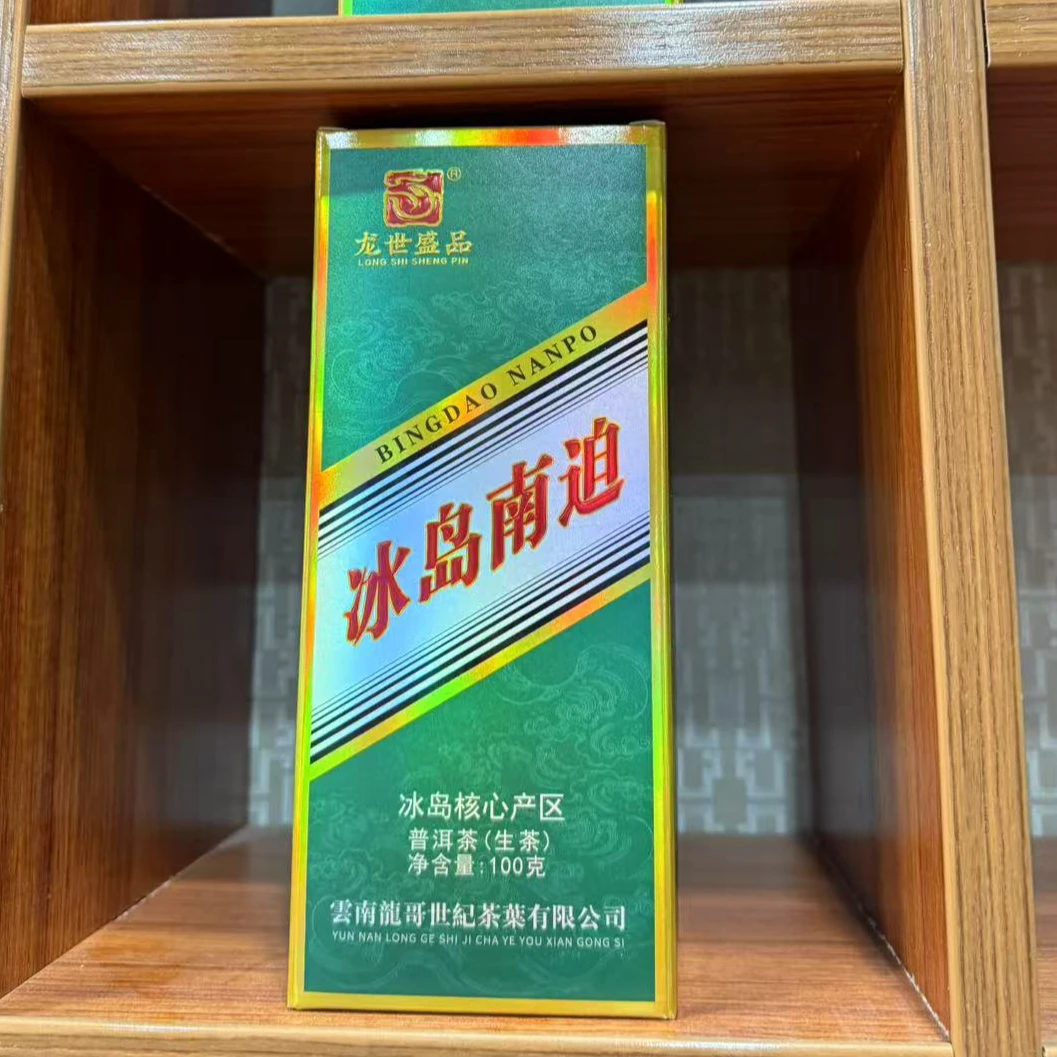 ®
龙世盛品
LONG SHI SHENG PIN
BINGDAO NANPO
冰岛南迫
冰岛核心产区
普洱茶(生茶)
净含量:100克
雲南龍哥世紀茶葉有限公司
YUN NAN LONG GE SHI JI CHA YE YOU XIAN GONG SI